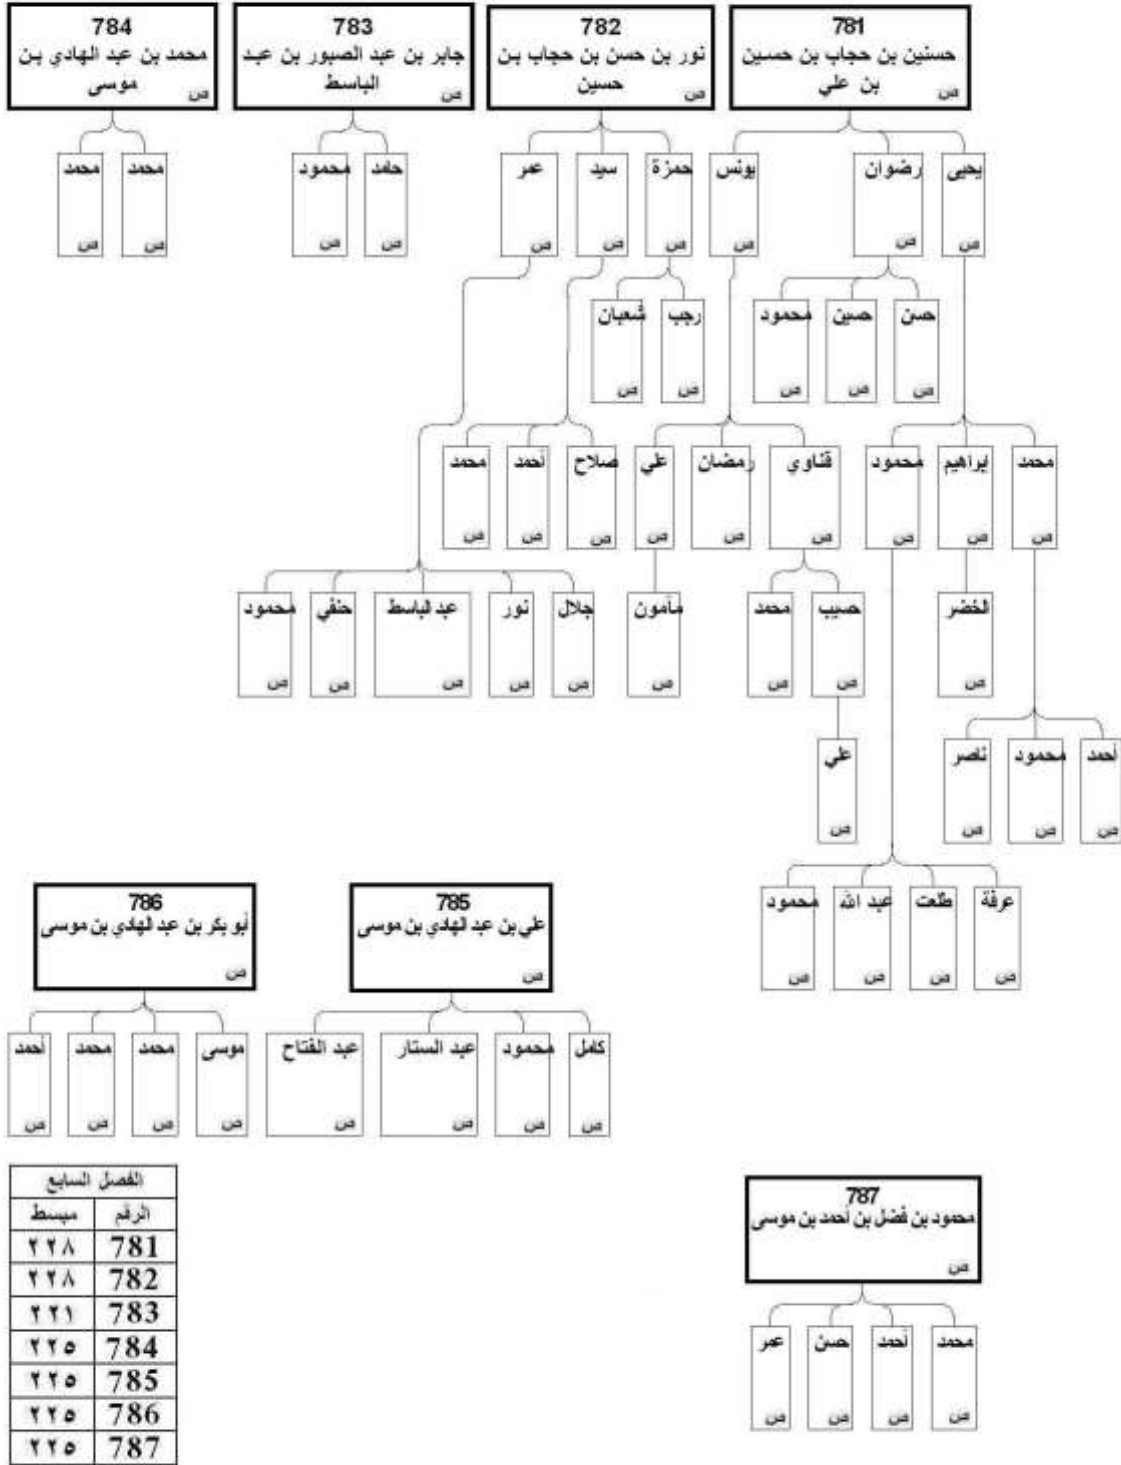 781
حسنين بن حجاب بن حسين
بن علي
ص
782
نور بن حسن بن حجاب بن
حسين
ص
783
جابر بن عبد الصبور بن عبد
الباسط
ص
784
محمد بن عبد الهادي بن
موسى
ص
يحيى
ص
رضوان
ص
يونس
ص
حمزة
ص
سيد
ص
عمر
ص
حامد
ص
محمود
ص
محمد
ص
محمد
ص
حسن
ص
حسين
ص
محمود
ص
رجب
ص
شعبان
ص
محمد
ص
إبراهيم
ص
محمود
ص
قناوي
ص
رمضان
ص
علي
ص
صلاح
ص
أحمد
ص
محمد
ص
الخضر
ص
حسيب
ص
محمد
ص
مأمون
ص
جلال
ص
نور
ص
عبد الباسط
ص
حنفي
ص
محمود
ص
أحمد
ص
محمود
ص
ناصر
ص
علي
ص
عرفة
ص
طلعت
ص
عبد الله
ص
محمود
ص
785
علي بن عبد الهادي بن موسى
ص
786
أبو بكر بن عبد الهادي بن موسى
ص
كامل
ص
محمود
ص
عبد الستار
ص
عبد الفتاح
ص
موسى
ص
محمد
ص
محمد
ص
أحمد
ص
787
محمود بن فضل بن أحمد بن موسى
ص
محمد
ص
أحمد
ص
حسن
ص
عمر
ص
الفصل السابع
الرقم مبسط
781 ٢٢٨
782 ٢٢٨
783 ٢٢١
784 ٢٢٥
785 ٢٢٥
786 ٢٢٥
787 ٢٢٥